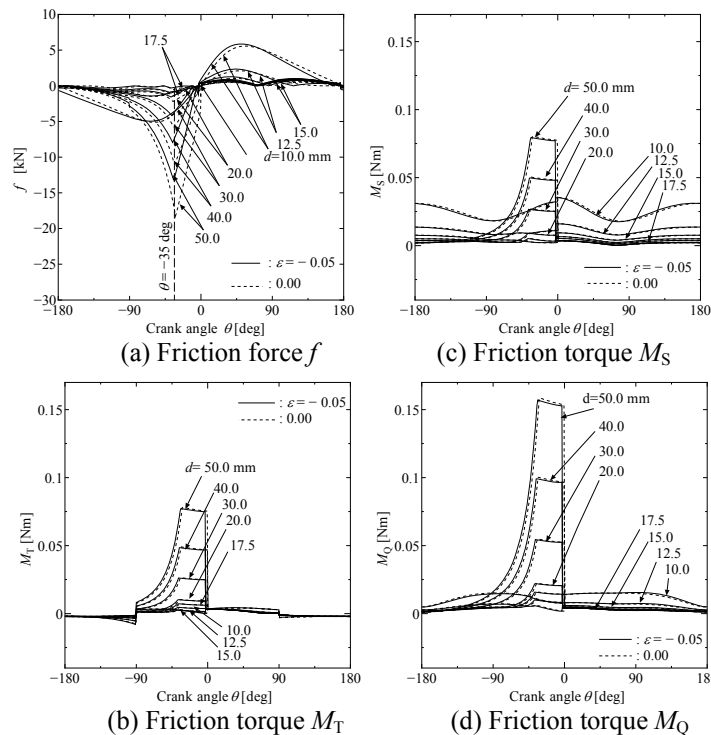 10
5
0
−5
−10
−15
−20
−25
−30
f [kN]
17.5
15.0
12.5
d=10.0 mm
20.0
30.0
40.0
50.0
θ = − 35 deg
: ε = − 0.05
: 0.00
−180 −90 0 90 180
Crank angle θ [deg]
(a) Friction force f
0.15
0.1
0.05
0
M_S [Nm]
d= 50.0 mm
40.0
30.0
20.0
10.0
12.5
15.0
17.5
: ε = − 0.05
: 0.00
−180 −90 0 90 180
Crank angle θ [deg]
(c) Friction torque M_S
0.15
0.1
0.05
0
M_T [Nm]
: ε = − 0.05
: 0.00
d= 50.0 mm
40.0
30.0
20.0
17.5
10.0
12.5
15.0
−180 −90 0 90 180
Crank angle θ [deg]
(b) Friction torque M_T
0.15
0.1
0.05
0
M_Q [Nm]
d=50.0 mm
40.0
30.0
20.0
17.5
15.0
12.5
10.0
: ε = − 0.05
: 0.00
−180 −90 0 90 180
Crank angle θ [deg]
(d) Friction torque M_Q